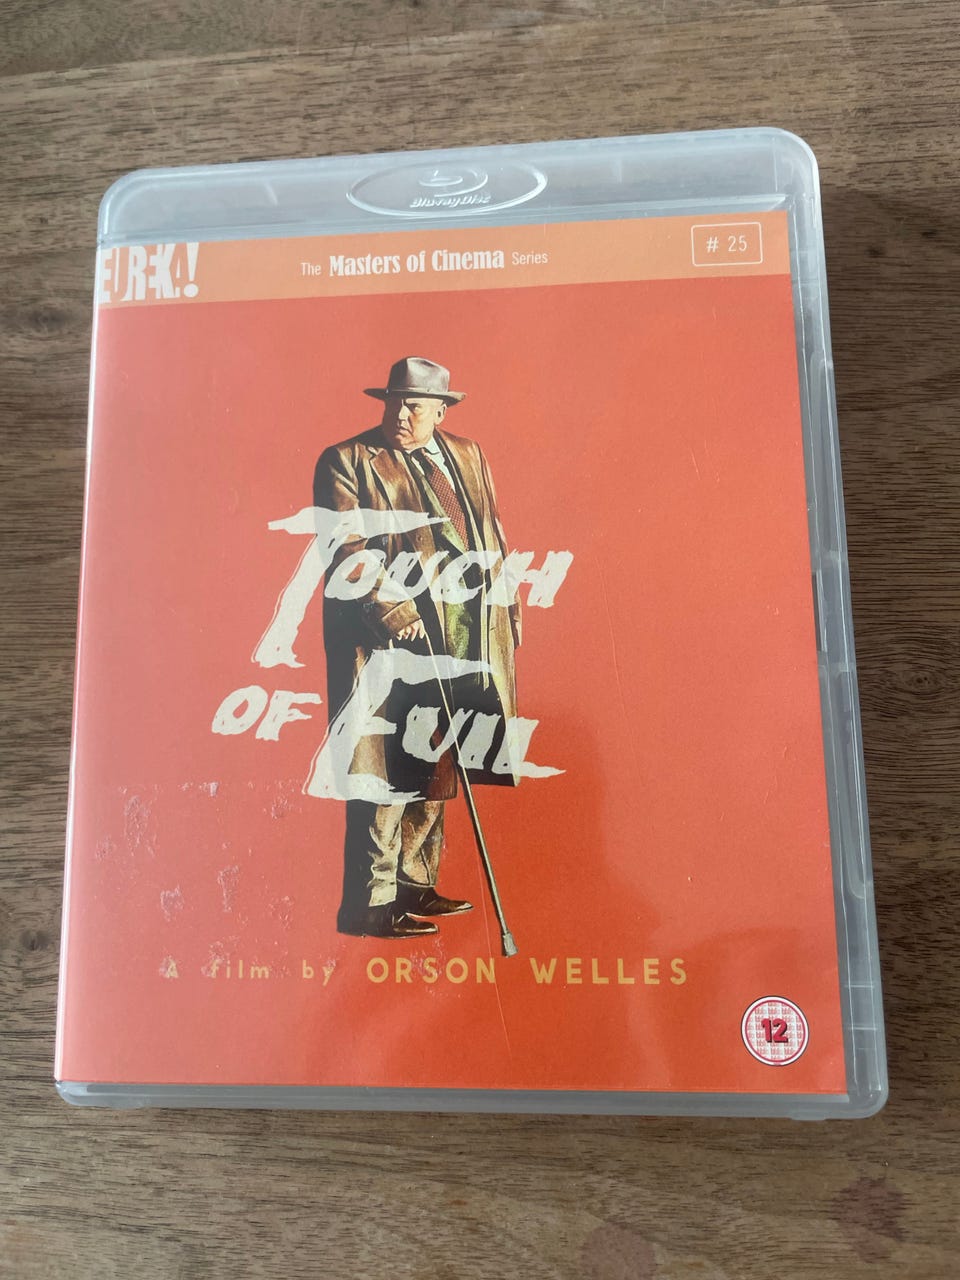 Blu-ray Disc
EUREKA!
The Masters of Cinema Series
# 25
TOUCH
OF EVIL
A film by ORSON WELLES
12